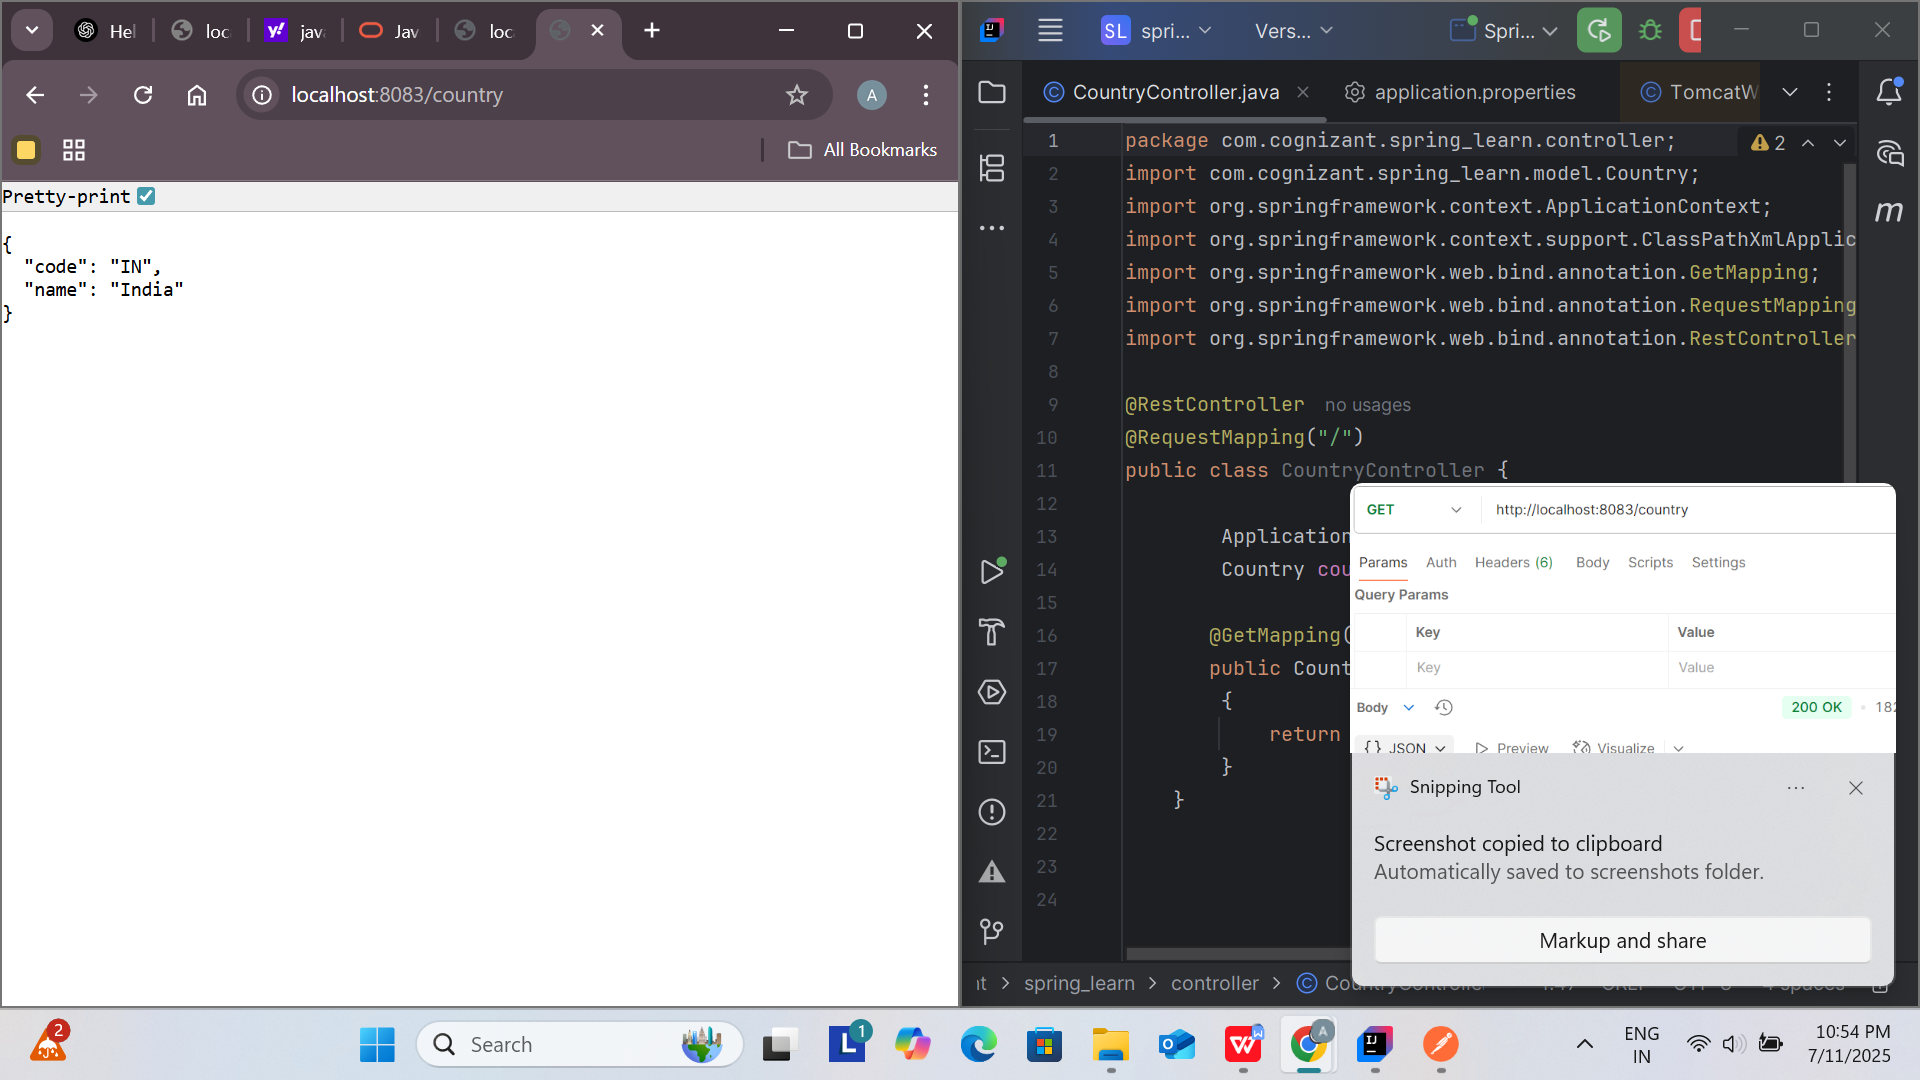 Hel
loc
y!
java
Jav
loc
localhost:8083/country
A
All Bookmarks
Pretty-print
{
"code": "IN",
"name": "India"
}
SL
spri...
Vers...
Spri...
CountryController.java
application.properties
TomcatW
m
2
1 package com.cognizant.spring_learn.controller;
2 import com.cognizant.spring_learn.model.Country;
3 import org.springframework.context.ApplicationContext;
4 import org.springframework.context.support.ClassPathXmlApplic
5 import org.springframework.web.bind.annotation.GetMapping;
6 import org.springframework.web.bind.annotation.RequestMapping
7 import org.springframework.web.bind.annotation.RestController
8
9 @RestController no usages
10 @RequestMapping("/")
11 public class CountryController {
12
13 Application
14 Country cou
15
16 @GetMapping(
17 public Count
18 {
19 return
20 }
21 }
22
23
24
GET
http://localhost:8083/country
Params Auth Headers (6) Body Scripts Settings
Query Params
Key Value
Key Value
Body
200 OK • 182
{} JSON Preview Visualize
Snipping Tool
Screenshot copied to clipboard
Automatically saved to screenshots folder.
Markup and share
nt > spring_learn > controller > CountryController
2
Search
L
1
A
ENG
IN
10:54 PM
7/11/2025